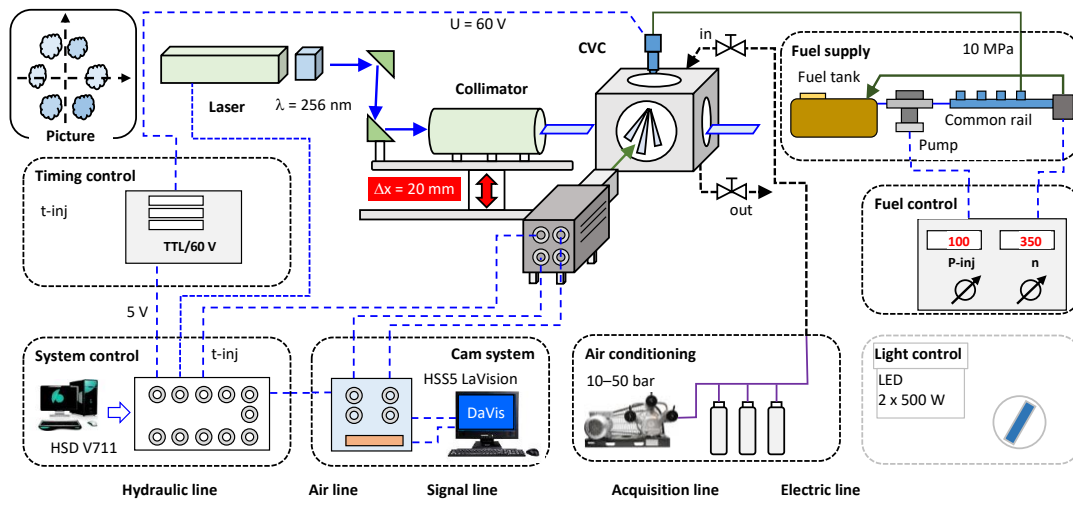 U = 60 V
in
CVC
10 MPa
Fuel supply
Fuel tank
Common rail
Pump
Laser
λ = 256 nm
Collimator
Picture
Timing control
t-inj
TTL/60 V
Δx = 20 mm
out
Fuel control
100
350
P-inj
n
5 V
System control
t-inj
HSD V711
Cam system
HSS5 LaVision
DaVis
Air conditioning
10–50 bar
Light control
LED
2 x 500 W
Hydraulic line
Air line
Signal line
Acquisition line
Electric line